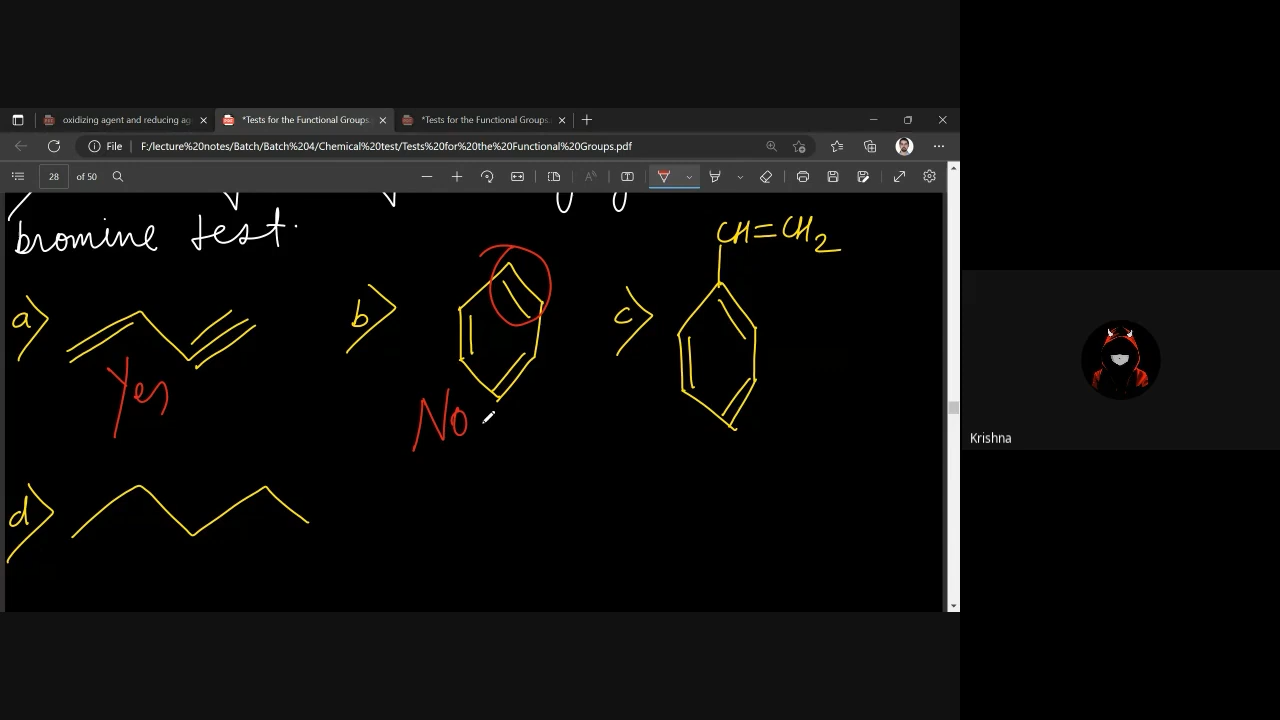 oxidizing agent and reducing ag
*Tests for the Functional Groups.
*Tests for the Functional Groups.
File
F:/lecture%20notes/Batch/Batch%204/Chemical%20test/Tests%20for%20the%20Functional%20Groups.pdf
28 of 50
bromine test.
CH=CH2
a)
b)
c)
Yes
No
d)
Krishna